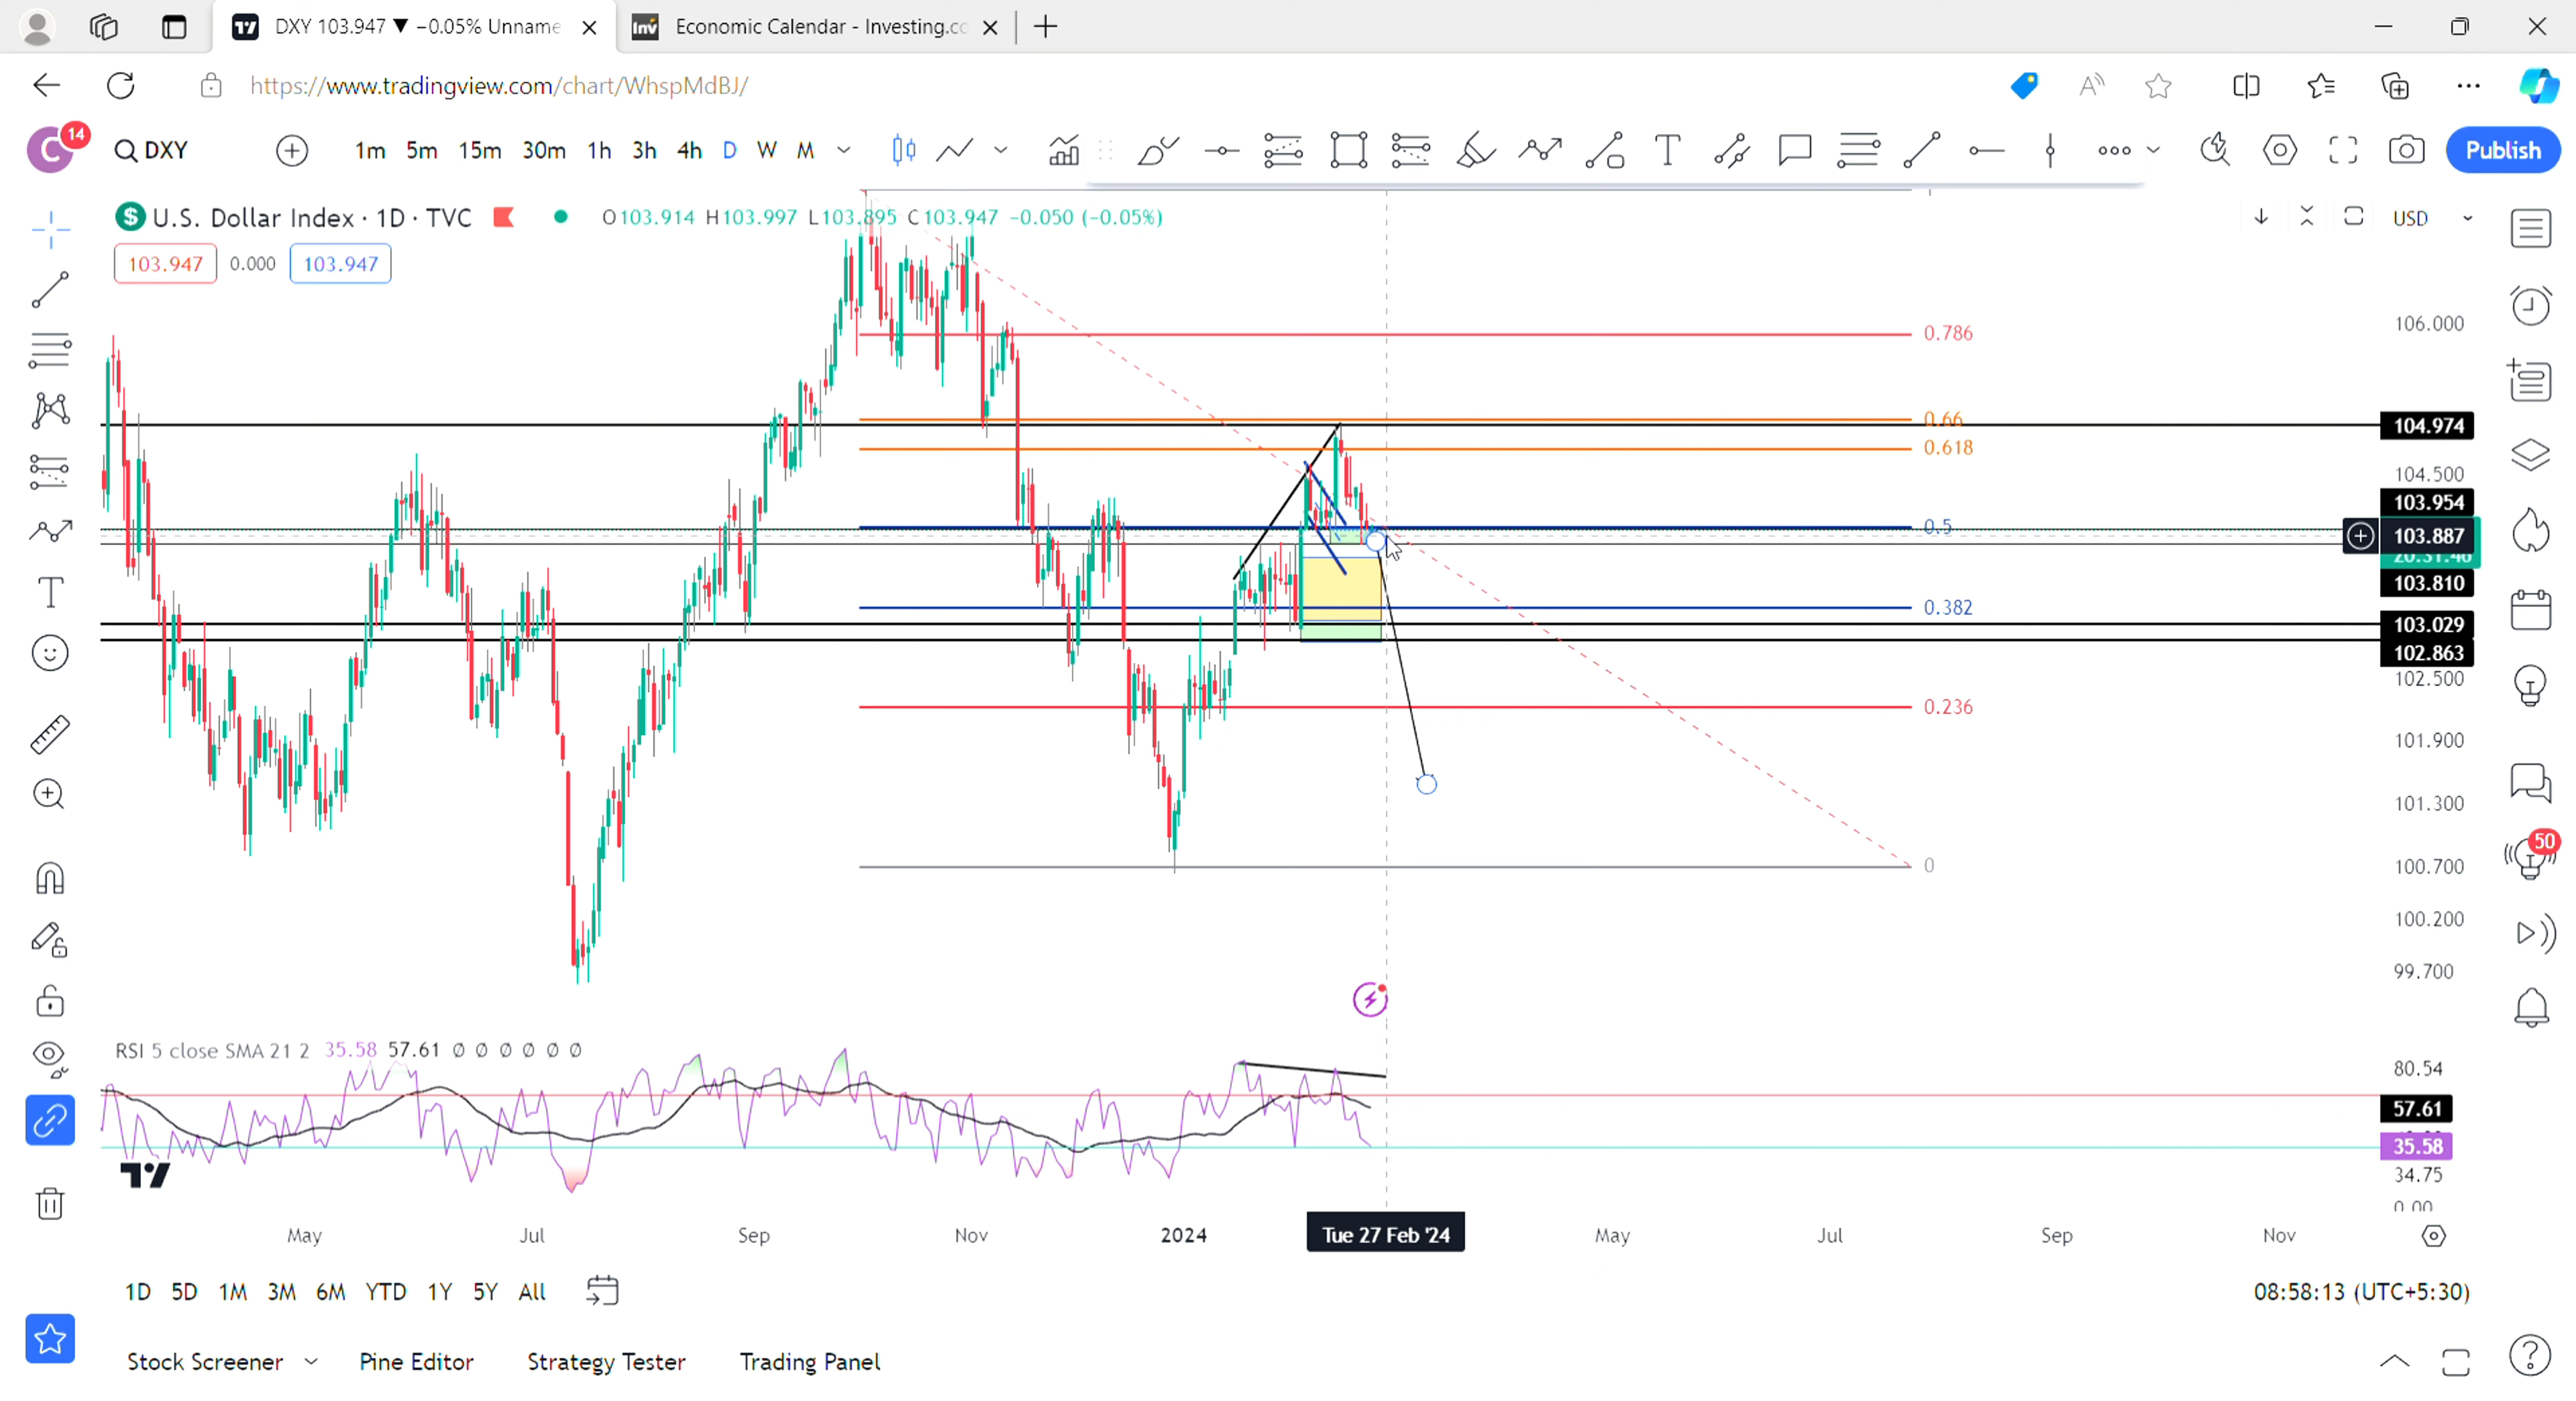 DXY 103.947 ▼ −0.05% Unname
Inv Economic Calendar - Investing.co
https://www.tradingview.com/chart/WhspMdBJ/
C 14 DXY 1m 5m 15m 30m 1h 3h 4h D W M Publish
U.S. Dollar Index · 1D · TVC O103.914 H103.997 L103.895 C103.947 −0.050 (−0.05%) USD
103.947 0.000 103.947
106.000
0.786
0.66
104.974
0.618
104.500
103.954
0.5
103.887
103.810
0.382
103.029
102.863
102.500
0.236
101.900
101.300
50
0
100.700
100.200
99.700
RSI 5 close SMA 21 2 35.58 57.61 Ø Ø Ø Ø Ø Ø
80.54
57.61
35.58
34.75
0.00
May Jul Sep Nov 2024 Tue 27 Feb '24 May Jul Sep Nov
1D 5D 1M 3M 6M YTD 1Y 5Y All 08:58:13 (UTC+5:30)
Stock Screener Pine Editor Strategy Tester Trading Panel